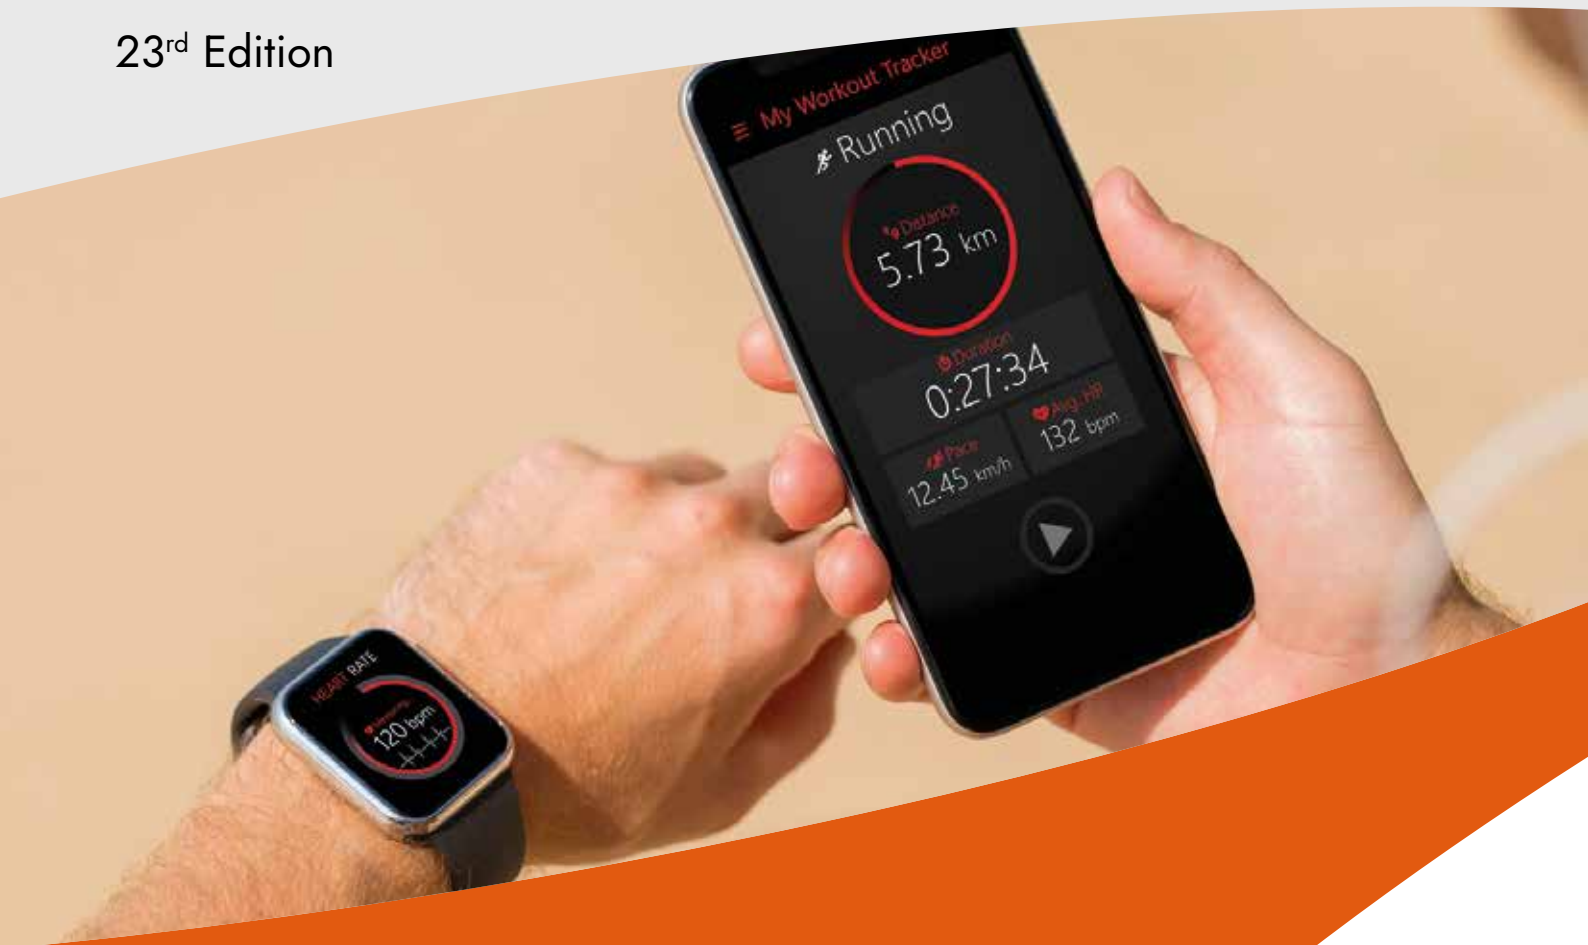 23rd Edition
My Workout Tracker
Running
Distance
5.73 km
Duration
0:27:34
Pace
12.45 km/h
Avg. HR
132 bpm
HEART RATE
120 bpm